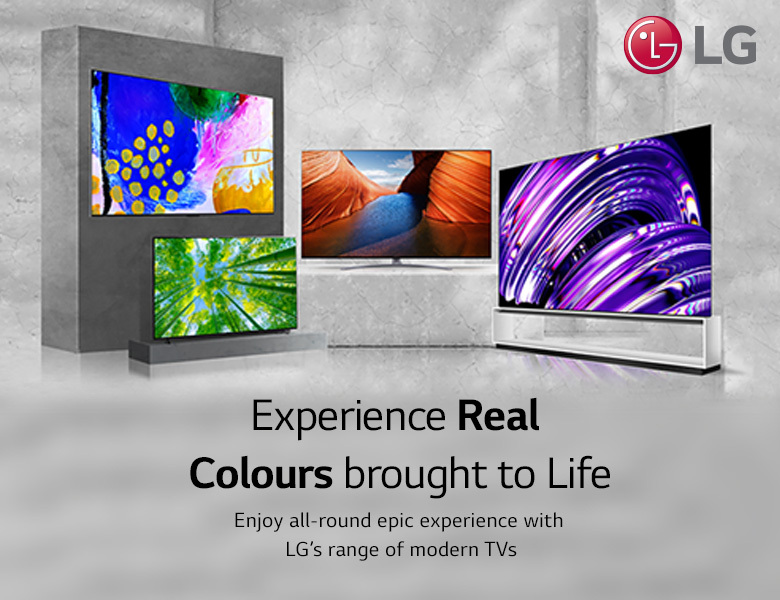 LG
Experience Real
Colours brought to Life
Enjoy all-round epic experience with
LG's range of modern TVs